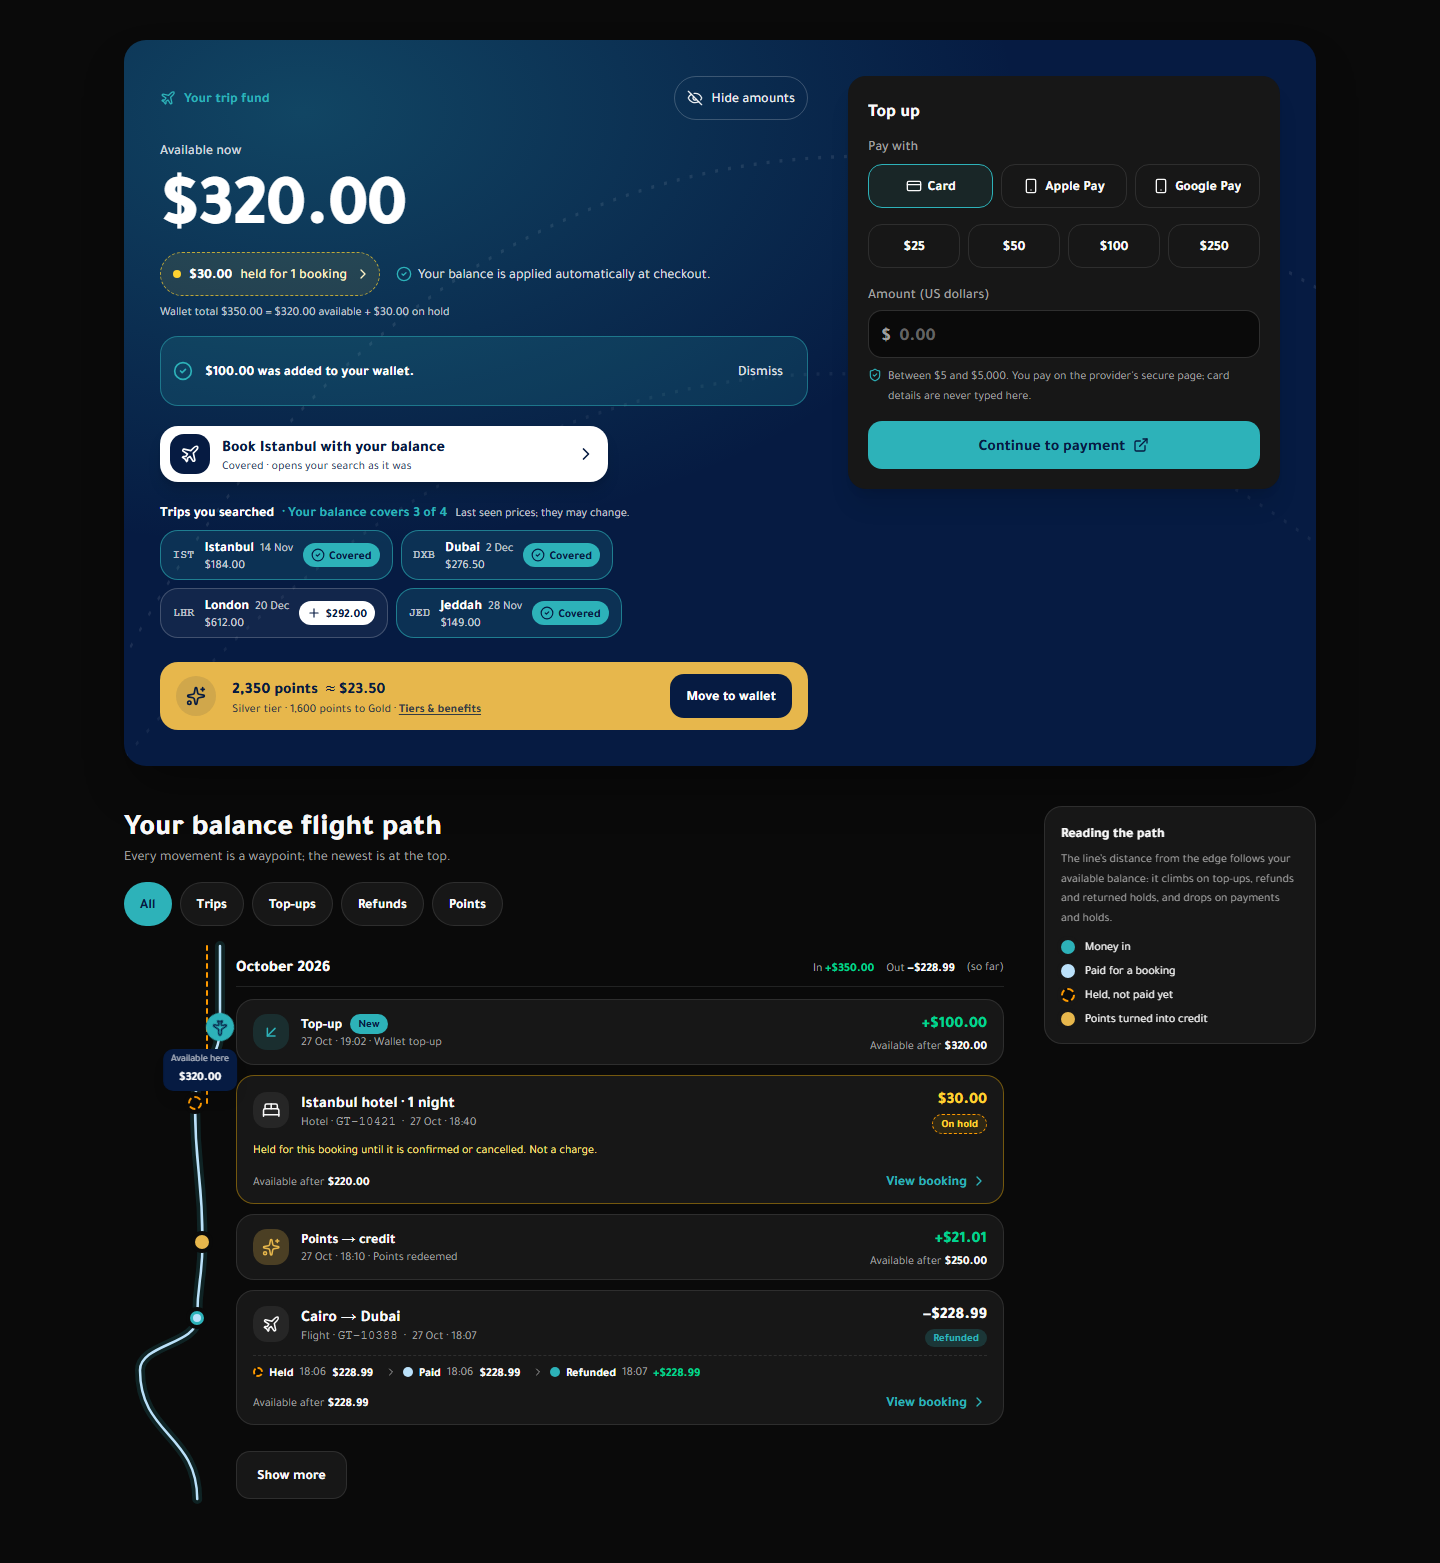 Your trip fund
Hide amounts
Available now
$320.00
$30.00 held for 1 booking
Your balance is applied automatically at checkout.
Wallet total $350.00 = $320.00 available + $30.00 on hold
$100.00 was added to your wallet.
Dismiss
Book Istanbul with your balance
Covered · opens your search as it was
Trips you searched · Your balance covers 3 of 4 Last seen prices; they may change.
IST Istanbul 14 Nov
$184.00
Covered
DXB Dubai 2 Dec
$276.50
Covered
LHR London 20 Dec
$612.00
+ $292.00
JED Jeddah 28 Nov
$149.00
Covered
2,350 points ≈ $23.50
Silver tier · 1,600 points to Gold · Tiers & benefits
Move to wallet
Top up
Pay with
Card
Apple Pay
Google Pay
$25
$50
$100
$250
Amount (US dollars)
$ 0.00
Between $5 and $5,000. You pay on the provider's secure page; card
details are never typed here.
Continue to payment
Your balance flight path
Every movement is a waypoint; the newest is at the top.
All
Trips
Top-ups
Refunds
Points
October 2026
In +$350.00 Out −$228.99 (so far)
Top-up New
27 Oct · 19:02 · Wallet top-up
+$100.00
Available after $320.00
Available here
$320.00
Istanbul hotel · 1 night
Hotel · GT-10421 · 27 Oct · 18:40
$30.00
On hold
Held for this booking until it is confirmed or cancelled. Not a charge.
Available after $220.00
View booking
Points → credit
27 Oct · 18:10 · Points redeemed
+$21.01
Available after $250.00
Cairo → Dubai
Flight · GT-10388 · 27 Oct · 18:07
−$228.99
Refunded
Held 18:06 $228.99 > Paid 18:06 $228.99 > Refunded 18:07 +$228.99
Available after $228.99
View booking
Show more
Reading the path
The line's distance from the edge follows your
available balance: it climbs on top-ups, refunds
and returned holds, and drops on payments
and holds.
Money in
Paid for a booking
Held, not paid yet
Points turned into credit